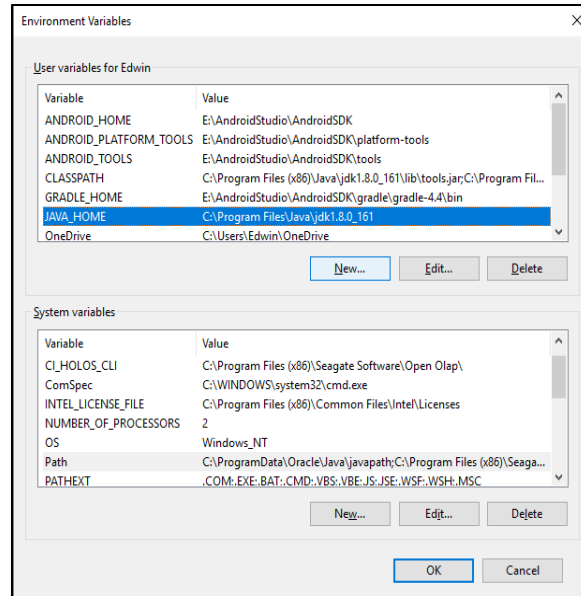 Environment Variables
User variables for Edwin
Variable Value
ANDROID_HOME E:\AndroidStudio\AndroidSDK
ANDROID_PLATFORM_TOOLS E:\AndroidStudio\AndroidSDK\platform-tools
ANDROID_TOOLS E:\AndroidStudio\AndroidSDK\tools
CLASSPATH C:\Program Files (x86)\Java\jdk1.8.0_161\lib\tools.jar;C:\Program Fil...
GRADLE_HOME E:\AndroidStudio\AndroidSDK\gradle\gradle-4.4\bin
JAVA_HOME C:\Program Files\Java\jdk1.8.0_161
OneDrive C:\Users\Edwin\OneDrive
New... Edit... Delete
System variables
Variable Value
CI_HOLOS_CLI C:\Program Files (x86)\Seagate Software\Open Olap\
ComSpec C:\WINDOWS\system32\cmd.exe
INTEL_LICENSE_FILE C:\Program Files (x86)\Common Files\Intel\Licenses
NUMBER_OF_PROCESSORS 2
OS Windows_NT
Path C:\ProgramData\Oracle\Java\javapath;C:\Program Files (x86)\Seaga...
PATHEXT .COM;.EXE;.BAT;.CMD;.VBS;.VBE;.JS;.JSE;.WSF;.WSH;.MSC
New... Edit... Delete
OK Cancel